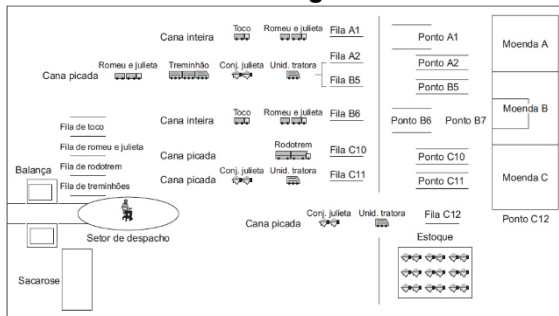 Cana inteira Toco Romeu e julieta Fila A1 Ponto A1 Moenda A
Cana picada Romeu e julieta Treminhão Conj. julieta Unid. tratora Fila A2 Ponto A2
Fila B5 Ponto B5
Cana inteira Toco Romeu e julieta Fila B6 Ponto B6 Ponto B7 Moenda B
Fila de toco
Fila de romeu e julieta
Cana picada Rodotrem Fila C10 Ponto C10
Fila de rodotrem
Cana picada Conj. julieta Unid. tratora Fila C11 Ponto C11 Moenda C
Balança
Fila de treminhões
Cana picada Conj. julieta Unid. tratora Fila C12 Ponto C12
Setor de despacho
Estoque
Sacarose